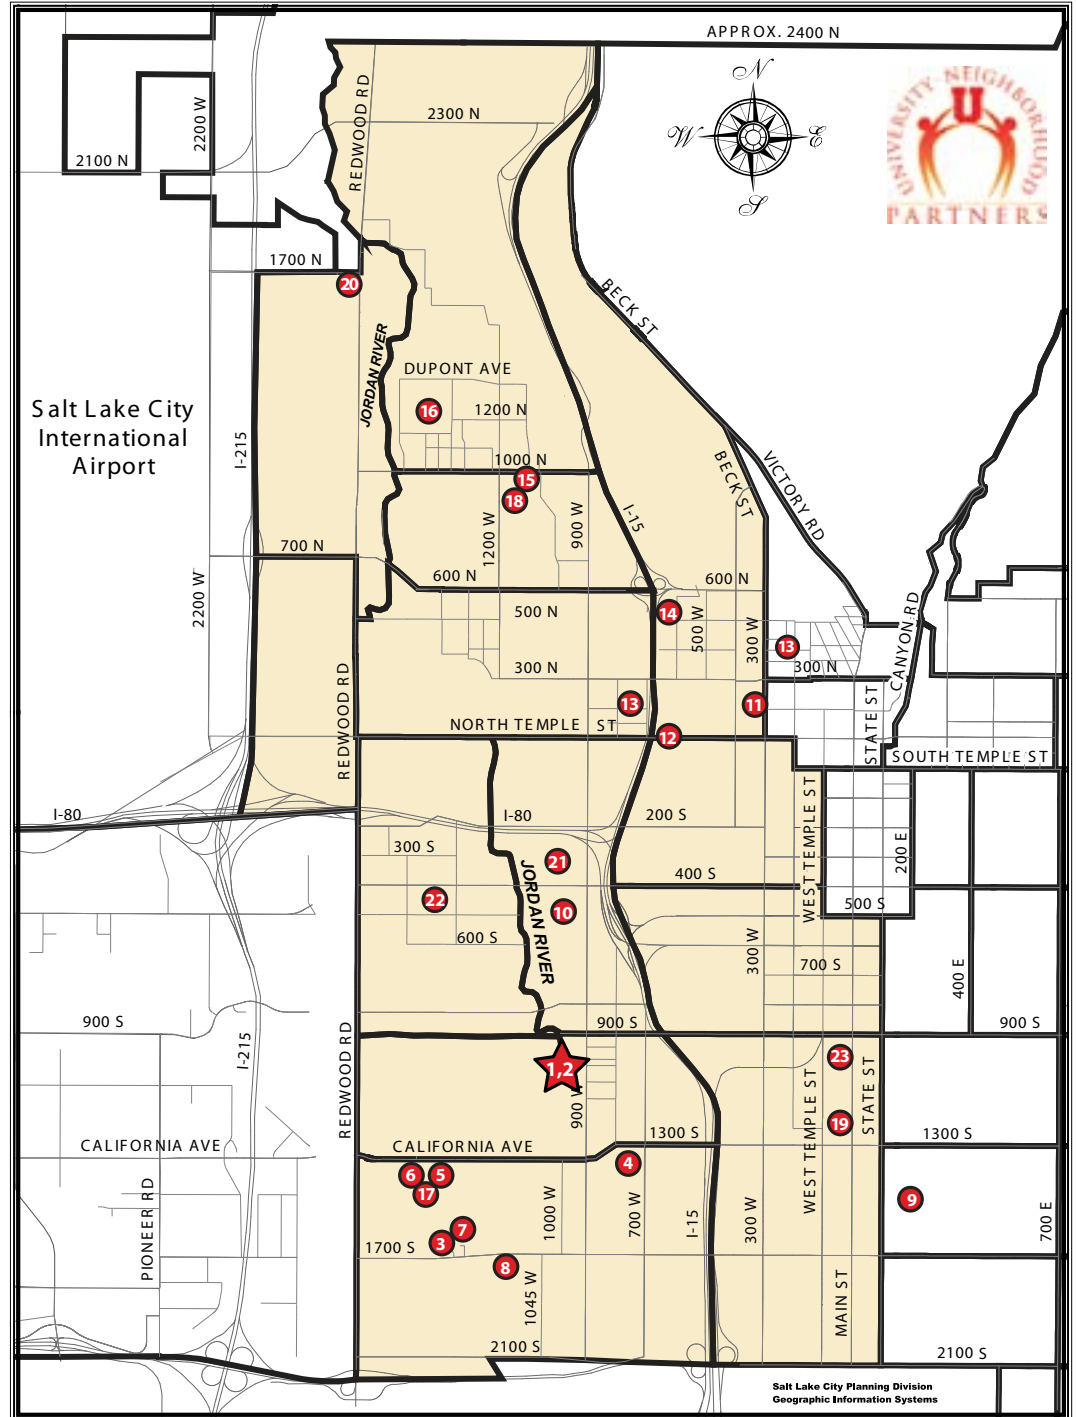 APPROX. 2400 N
N
W
E
S
UNIVERSITY NEIGHBORHOOD
U
PARTNERS
REDWOOD RD
2300 N
2200 W
2100 N
1700 N
20
BECK ST
JORDAN RIVER
DUPONT AVE
16
1200 N
Salt Lake City
International
Airport
I-215
1000 N
15
18
BECK ST
VICTORY RD
1200 W
900 W
I-15
700 N
600 N
600 N
2200 W
500 N
14
500 W
300 W
13
300 N
300 N
CANYON RD
REDWOOD RD
13
11
STATE ST
NORTH TEMPLE ST
12
SOUTH TEMPLE ST
I-80
I-80
200 S
WEST TEMPLE ST
200 E
300 S
21
JORDAN RIVER
400 S
22
10
500 S
600 S
300 W
700 S
400 E
900 S
900 S
900 S
I-215
REDWOOD RD
1,2
900 W
23
WEST TEMPLE ST
STATE ST
19
CALIFORNIA AVE
CALIFORNIA AVE
1300 S
1300 S
4
6
5
17
PIONEER RD
1000 W
700 W
I-15
300 W
9
700 E
7
3
1700 S
8
1045 W
MAIN ST
2100 S
2100 S
Salt Lake City Planning Division
Geographic Information Systems